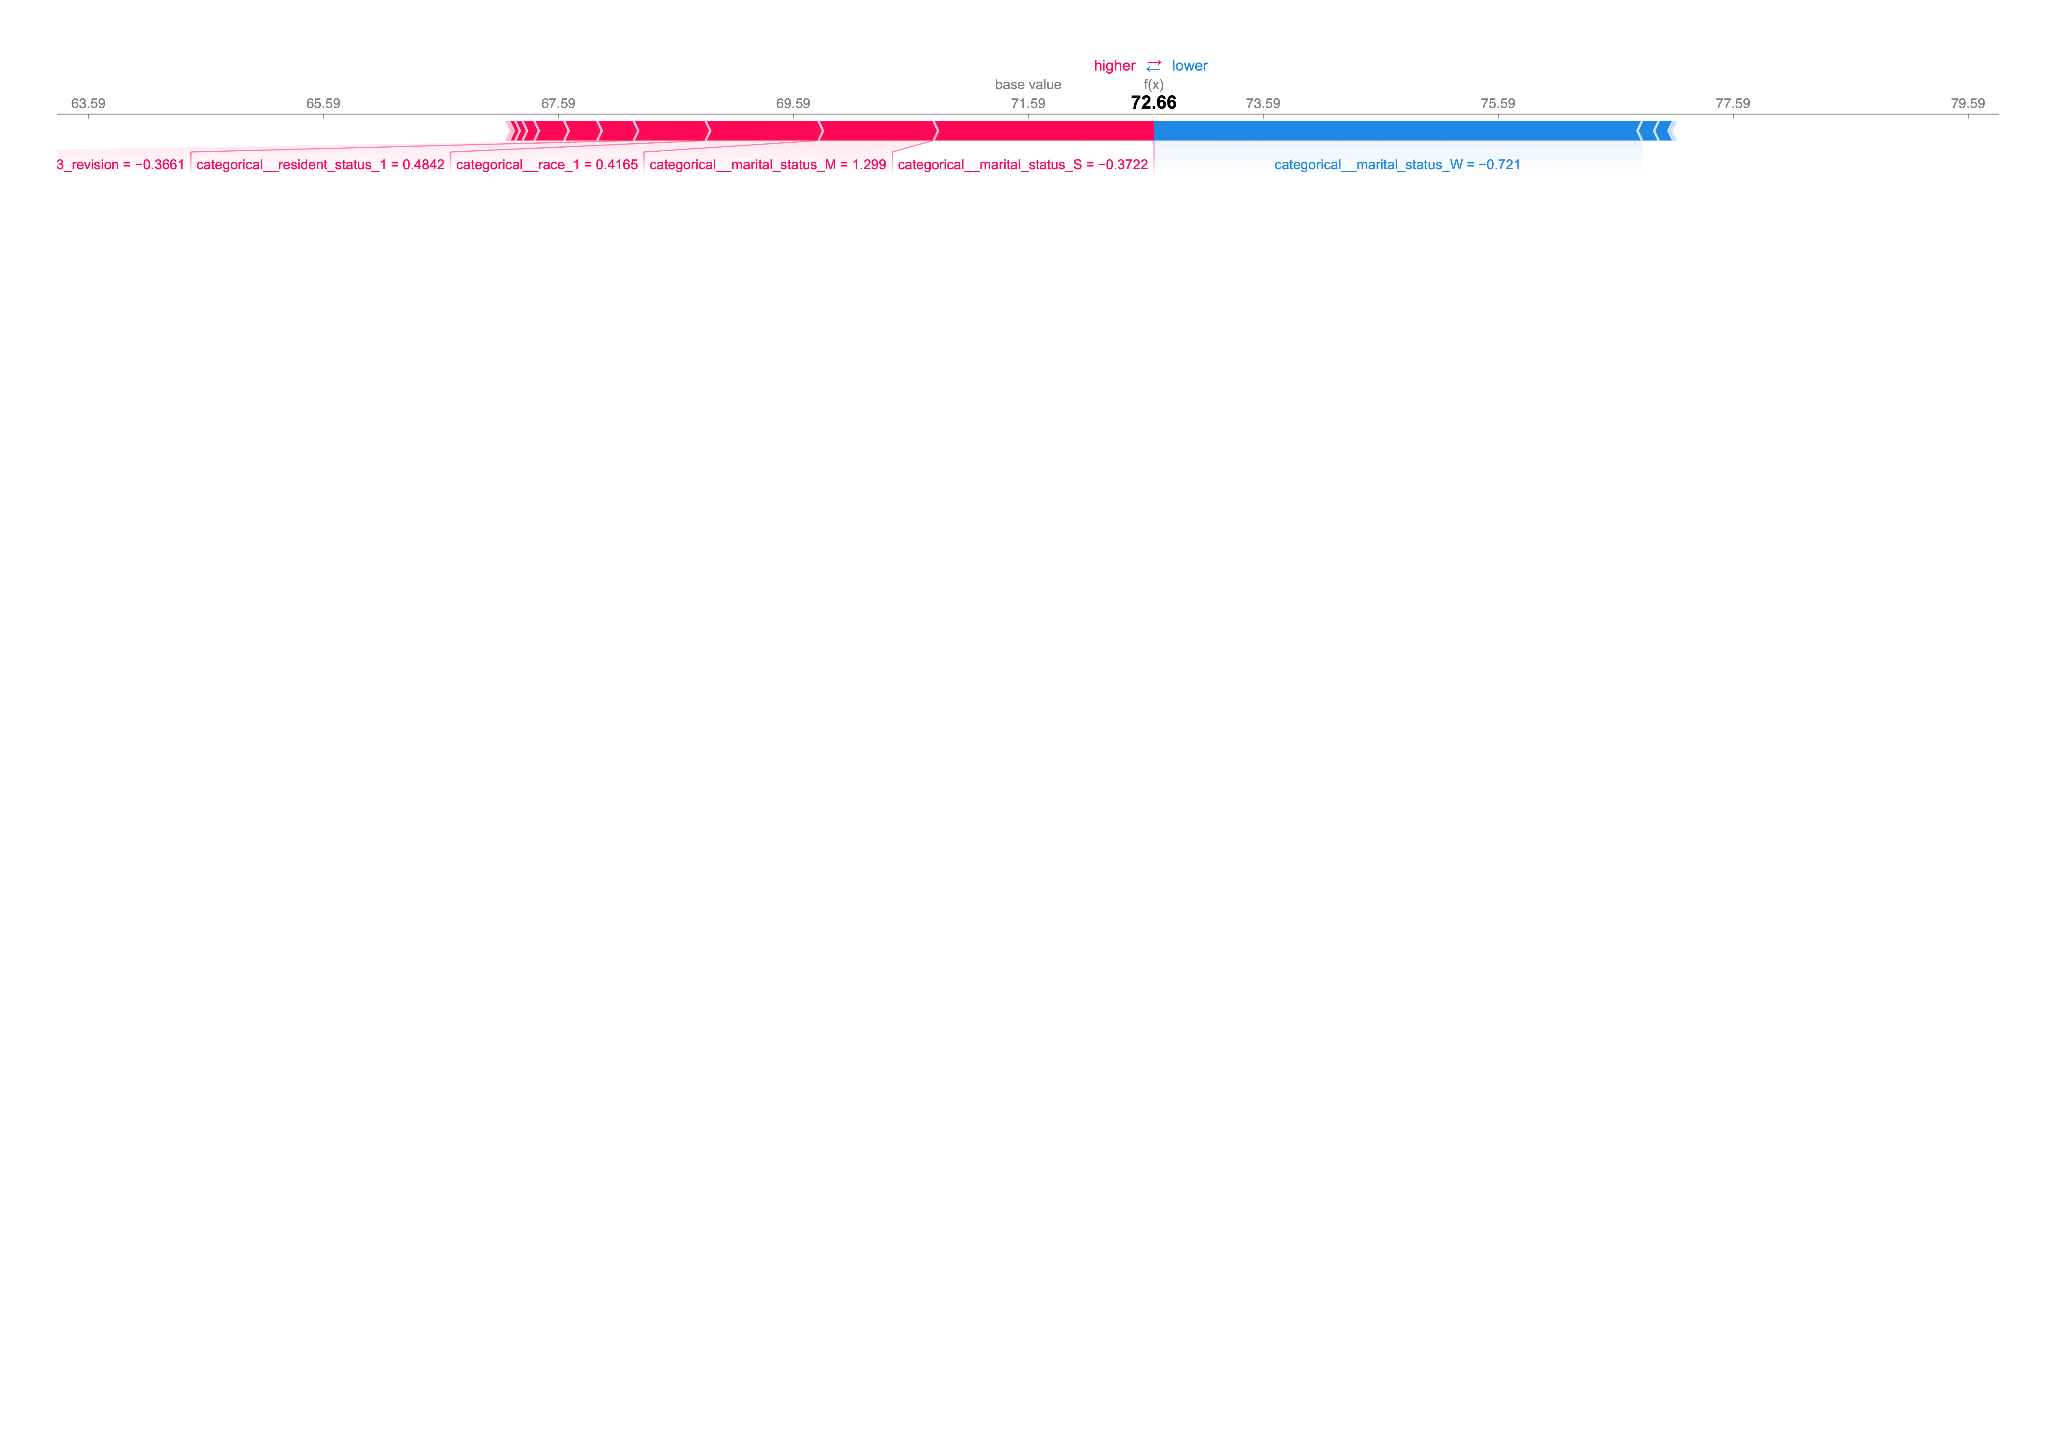 higher ⇄ lower
base value f(x)
63.59 65.59 67.59 69.59 71.59 72.66 73.59 75.59 77.59 79.59
3_revision = −0.3661 categorical__resident_status_1 = 0.4842 categorical__race_1 = 0.4165 categorical__marital_status_M = 1.299 categorical__marital_status_S = −0.3722 categorical__marital_status_W = −0.721